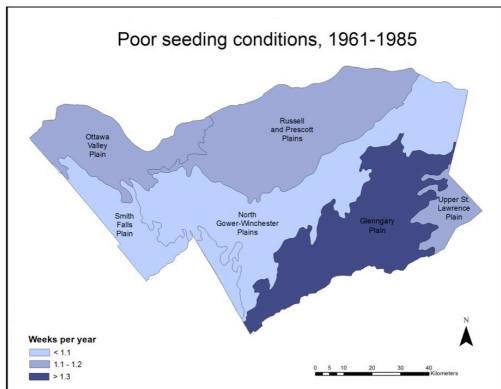 Poor seeding conditions, 1961-1985
Ottawa
Valley
Plain
Russell
and Prescott
Plains
Smith
Falls
Plain
North
Gower-Winchester
Plains
Glenngary
Plain
Upper St.
Lawrence
Plain
Weeks per year
< 1.1
1.1 - 1.2
> 1.3
N
0 5 10 20 30 40
Kilometers